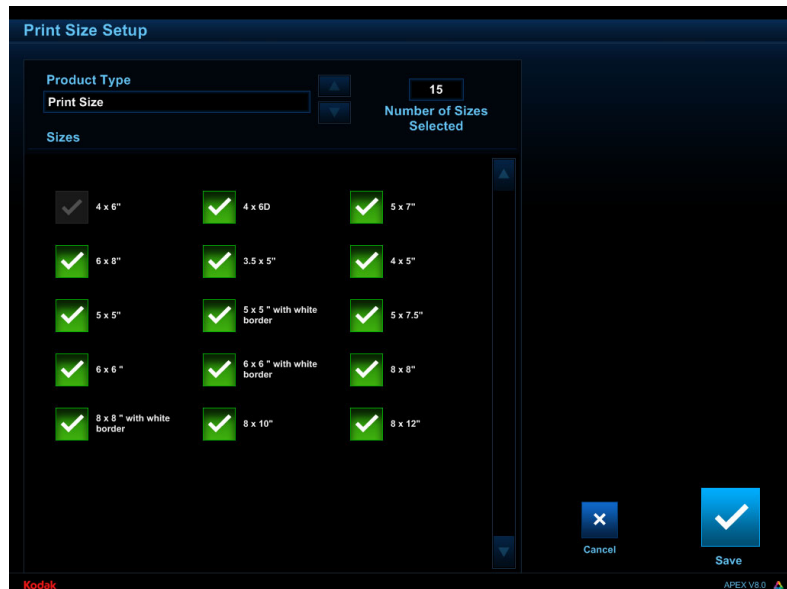 Print Size Setup
Product Type
Print Size
15
Number of Sizes
Selected
Sizes
4 x 6"
4 x 6D
5 x 7"
6 x 8"
3.5 x 5"
4 x 5"
5 x 5"
5 x 5 " with white
border
5 x 7.5"
6 x 6 "
6 x 6 " with white
border
8 x 8"
8 x 8 " with white
border
8 x 10"
8 x 12"
Cancel
Save
Kodak
APEX V8.0